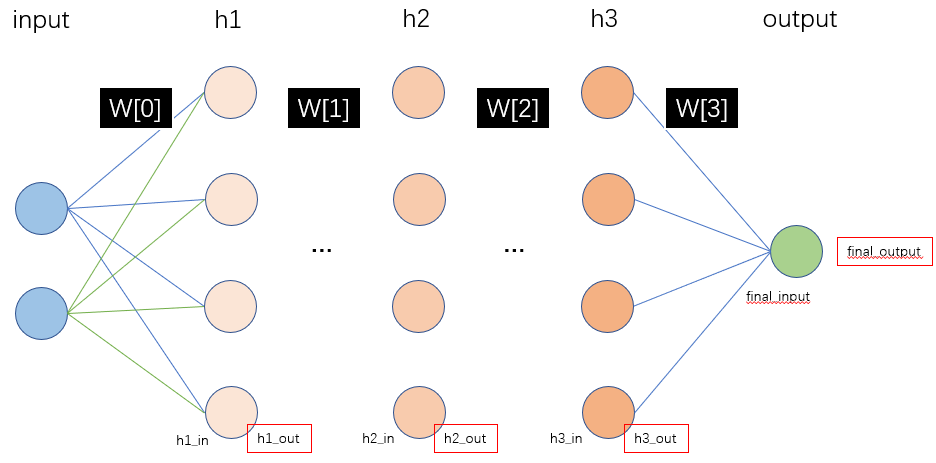 input
h1
h2
h3
output
W[0]
W[1]
W[2]
W[3]
...
...
final_output
final_input
h1_in
h1_out
h2_in
h2_out
h3_in
h3_out